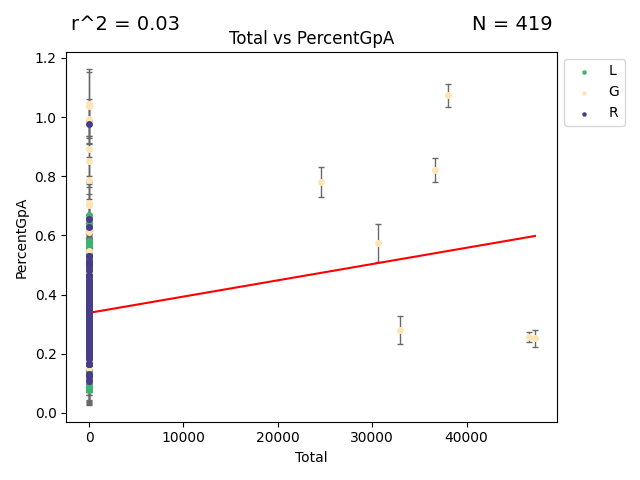 r^2 = 0.03
N = 419
Total vs PercentGpA
1.2
1.0
0.8
0.6
0.4
0.2
0.0
PercentGpA
0
10000
20000
30000
40000
Total
L
G
R